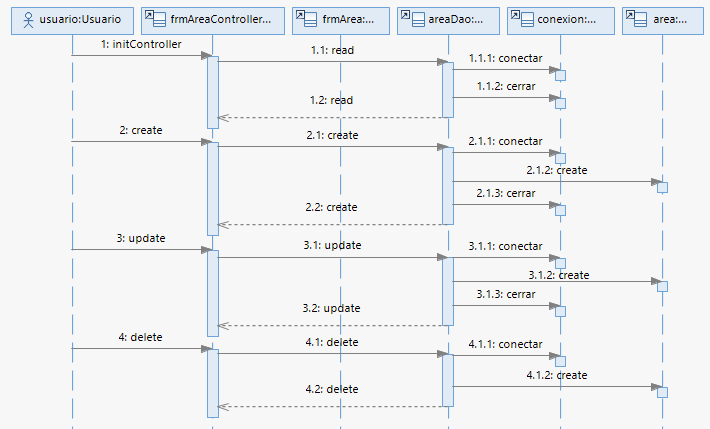 usuario:Usuario
frmAreaController...
frmArea:...
areaDao:...
conexion:...
area:...
1: initController
1.1: read
1.1.1: conectar
1.1.2: cerrar
1.2: read
2: create
2.1: create
2.1.1: conectar
2.1.2: create
2.1.3: cerrar
2.2: create
3: update
3.1: update
3.1.1: conectar
3.1.2: create
3.1.3: cerrar
3.2: update
4: delete
4.1: delete
4.1.1: conectar
4.1.2: create
4.2: delete